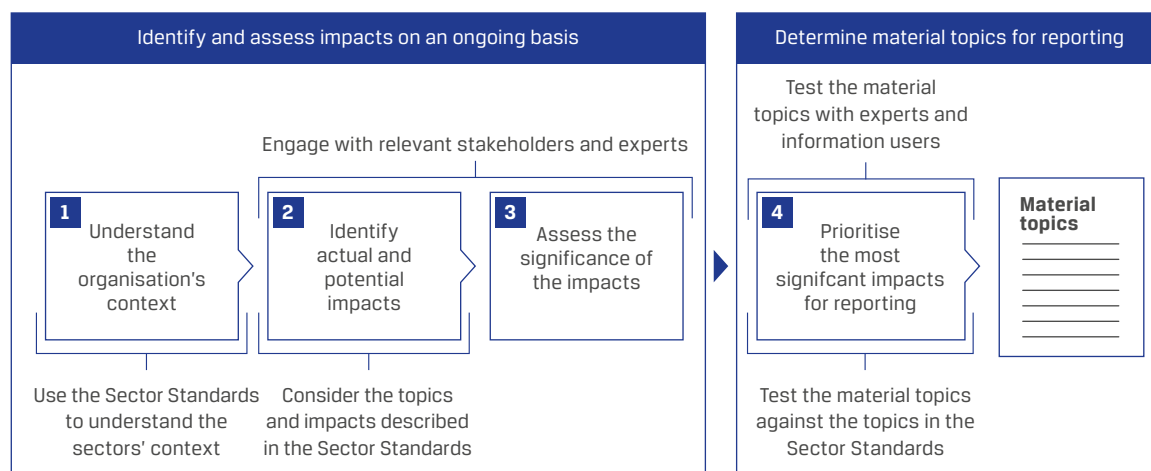 Identify and assess impacts on an ongoing basis
Engage with relevant stakeholders and experts
1
Understand
the
organisation's
context
2
Identify
actual and
potential
impacts
3
Assess the
significance of
the impacts
Use the Sector Standards
to understand the
sectors' context
Consider the topics
and impacts described
in the Sector Standards
Determine material topics for reporting
Test the material
topics with experts and
information users
4
Prioritise
the most
signifcant impacts
for reporting
Material
topics
Test the material topics
against the topics in the
Sector Standards